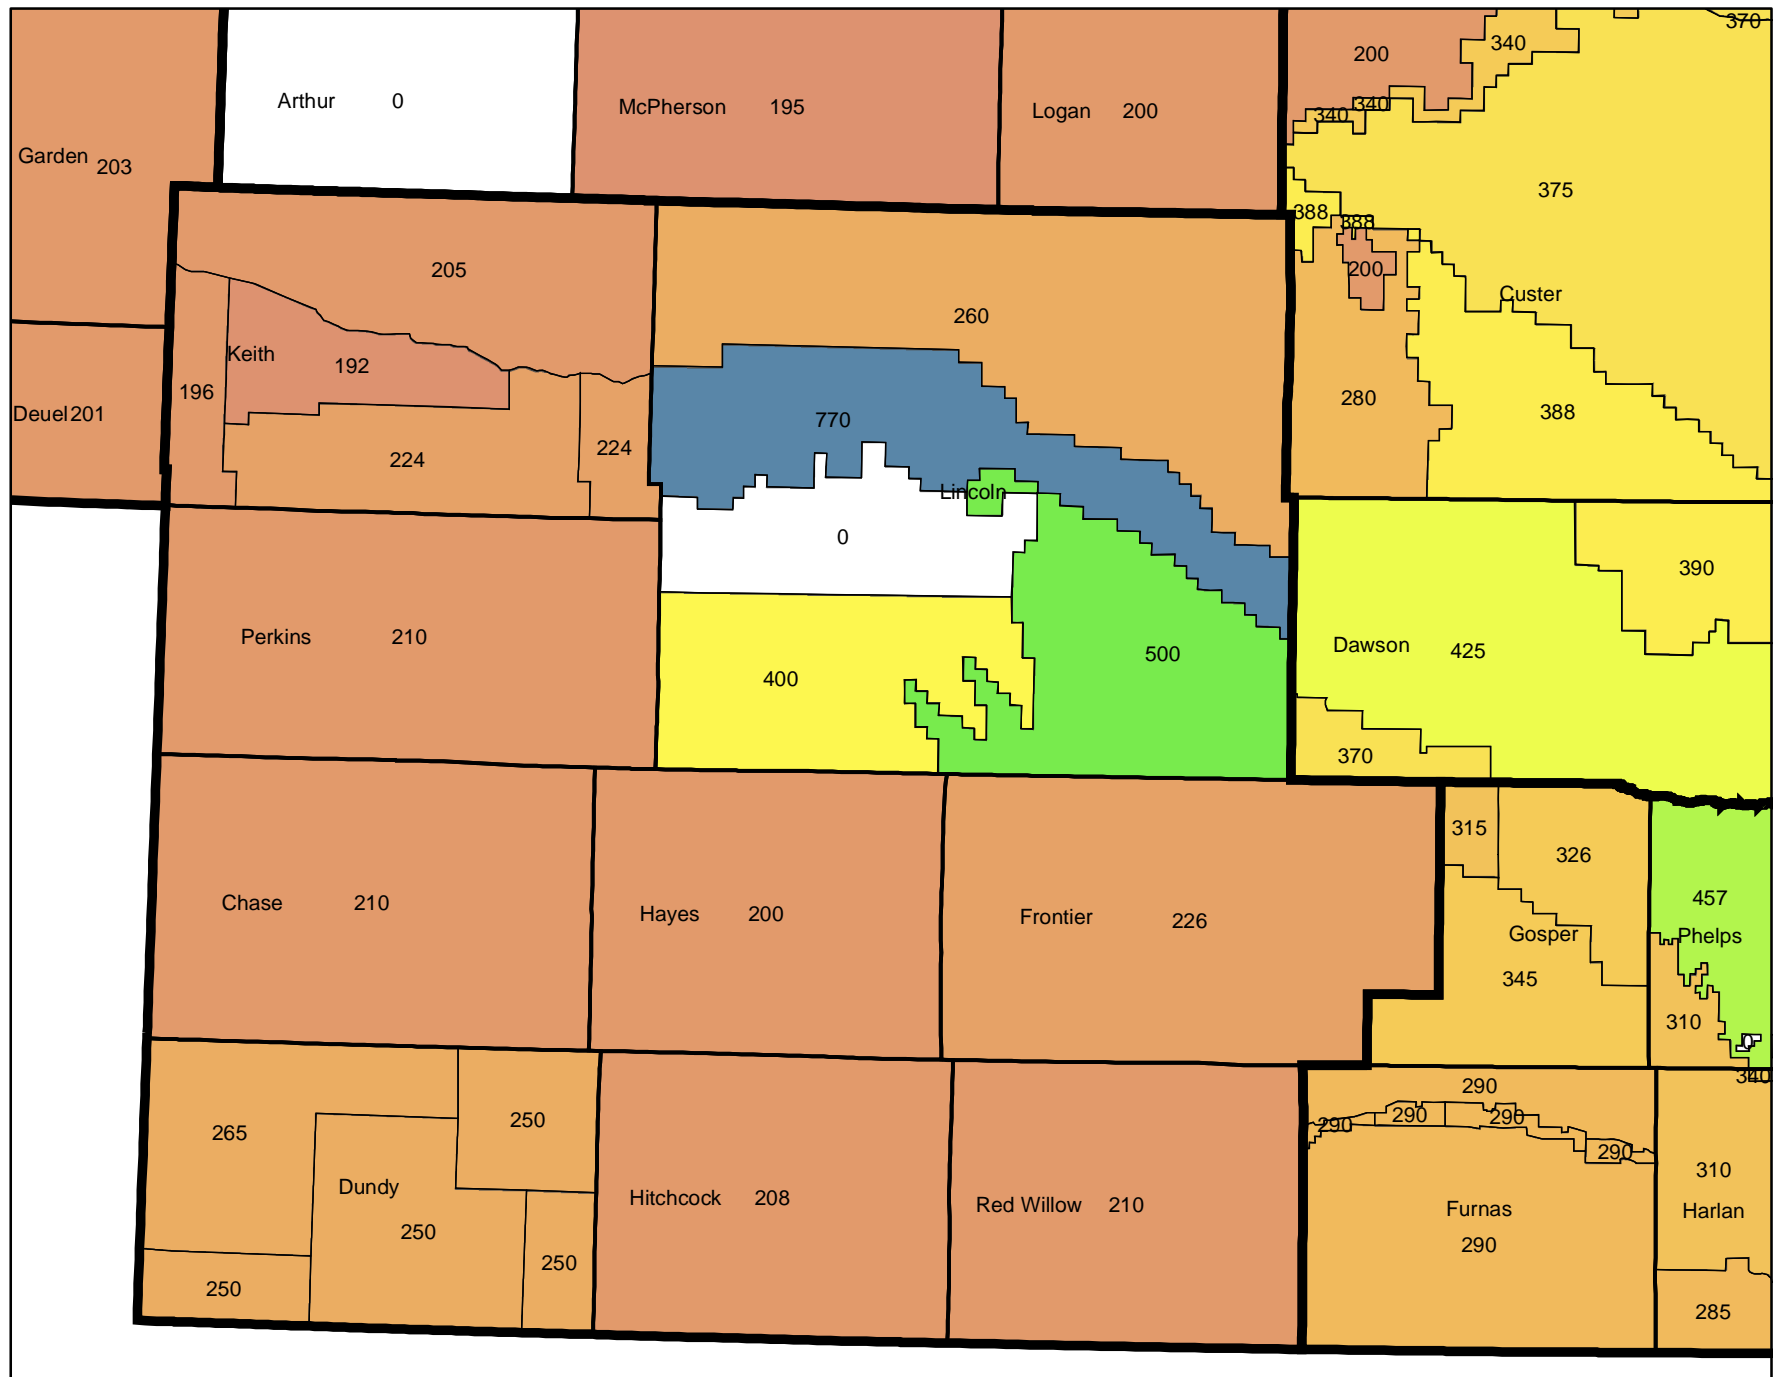 370
340
200
Arthur 0
McPherson 195
Logan 200
340
340
Garden 203
375
388
388
205
200
Custer
260
Keith 192
196
280
Deuel 201
388
770
224
224
Lincoln
0
390
Perkins 210
Dawson 425
500
400
370
315
326
457
Chase 210
Hayes 200
Frontier 226
Gosper
Phelps
345
310
0
340
290
290
290
290
265
250
290
310
Dundy
Hitchcock 208
Red Willow 210
Furnas
Harlan
250
290
250
250
285